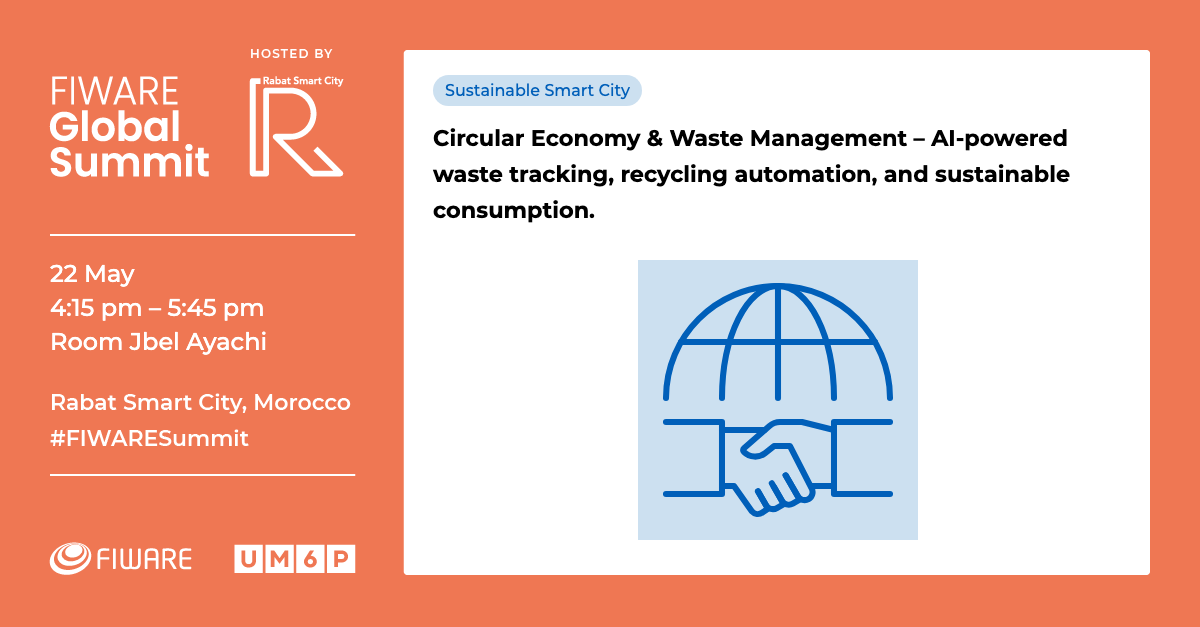 FIWARE
Global
Summit
HOSTED BY
Rabat Smart City
R
22 May
4:15 pm – 5:45 pm
Room Jbel Ayachi
Rabat Smart City, Morocco
#FIWARESummit
FIWARE
UM6P
Sustainable Smart City
Circular Economy & Waste Management – AI-powered
waste tracking, recycling automation, and sustainable
consumption.